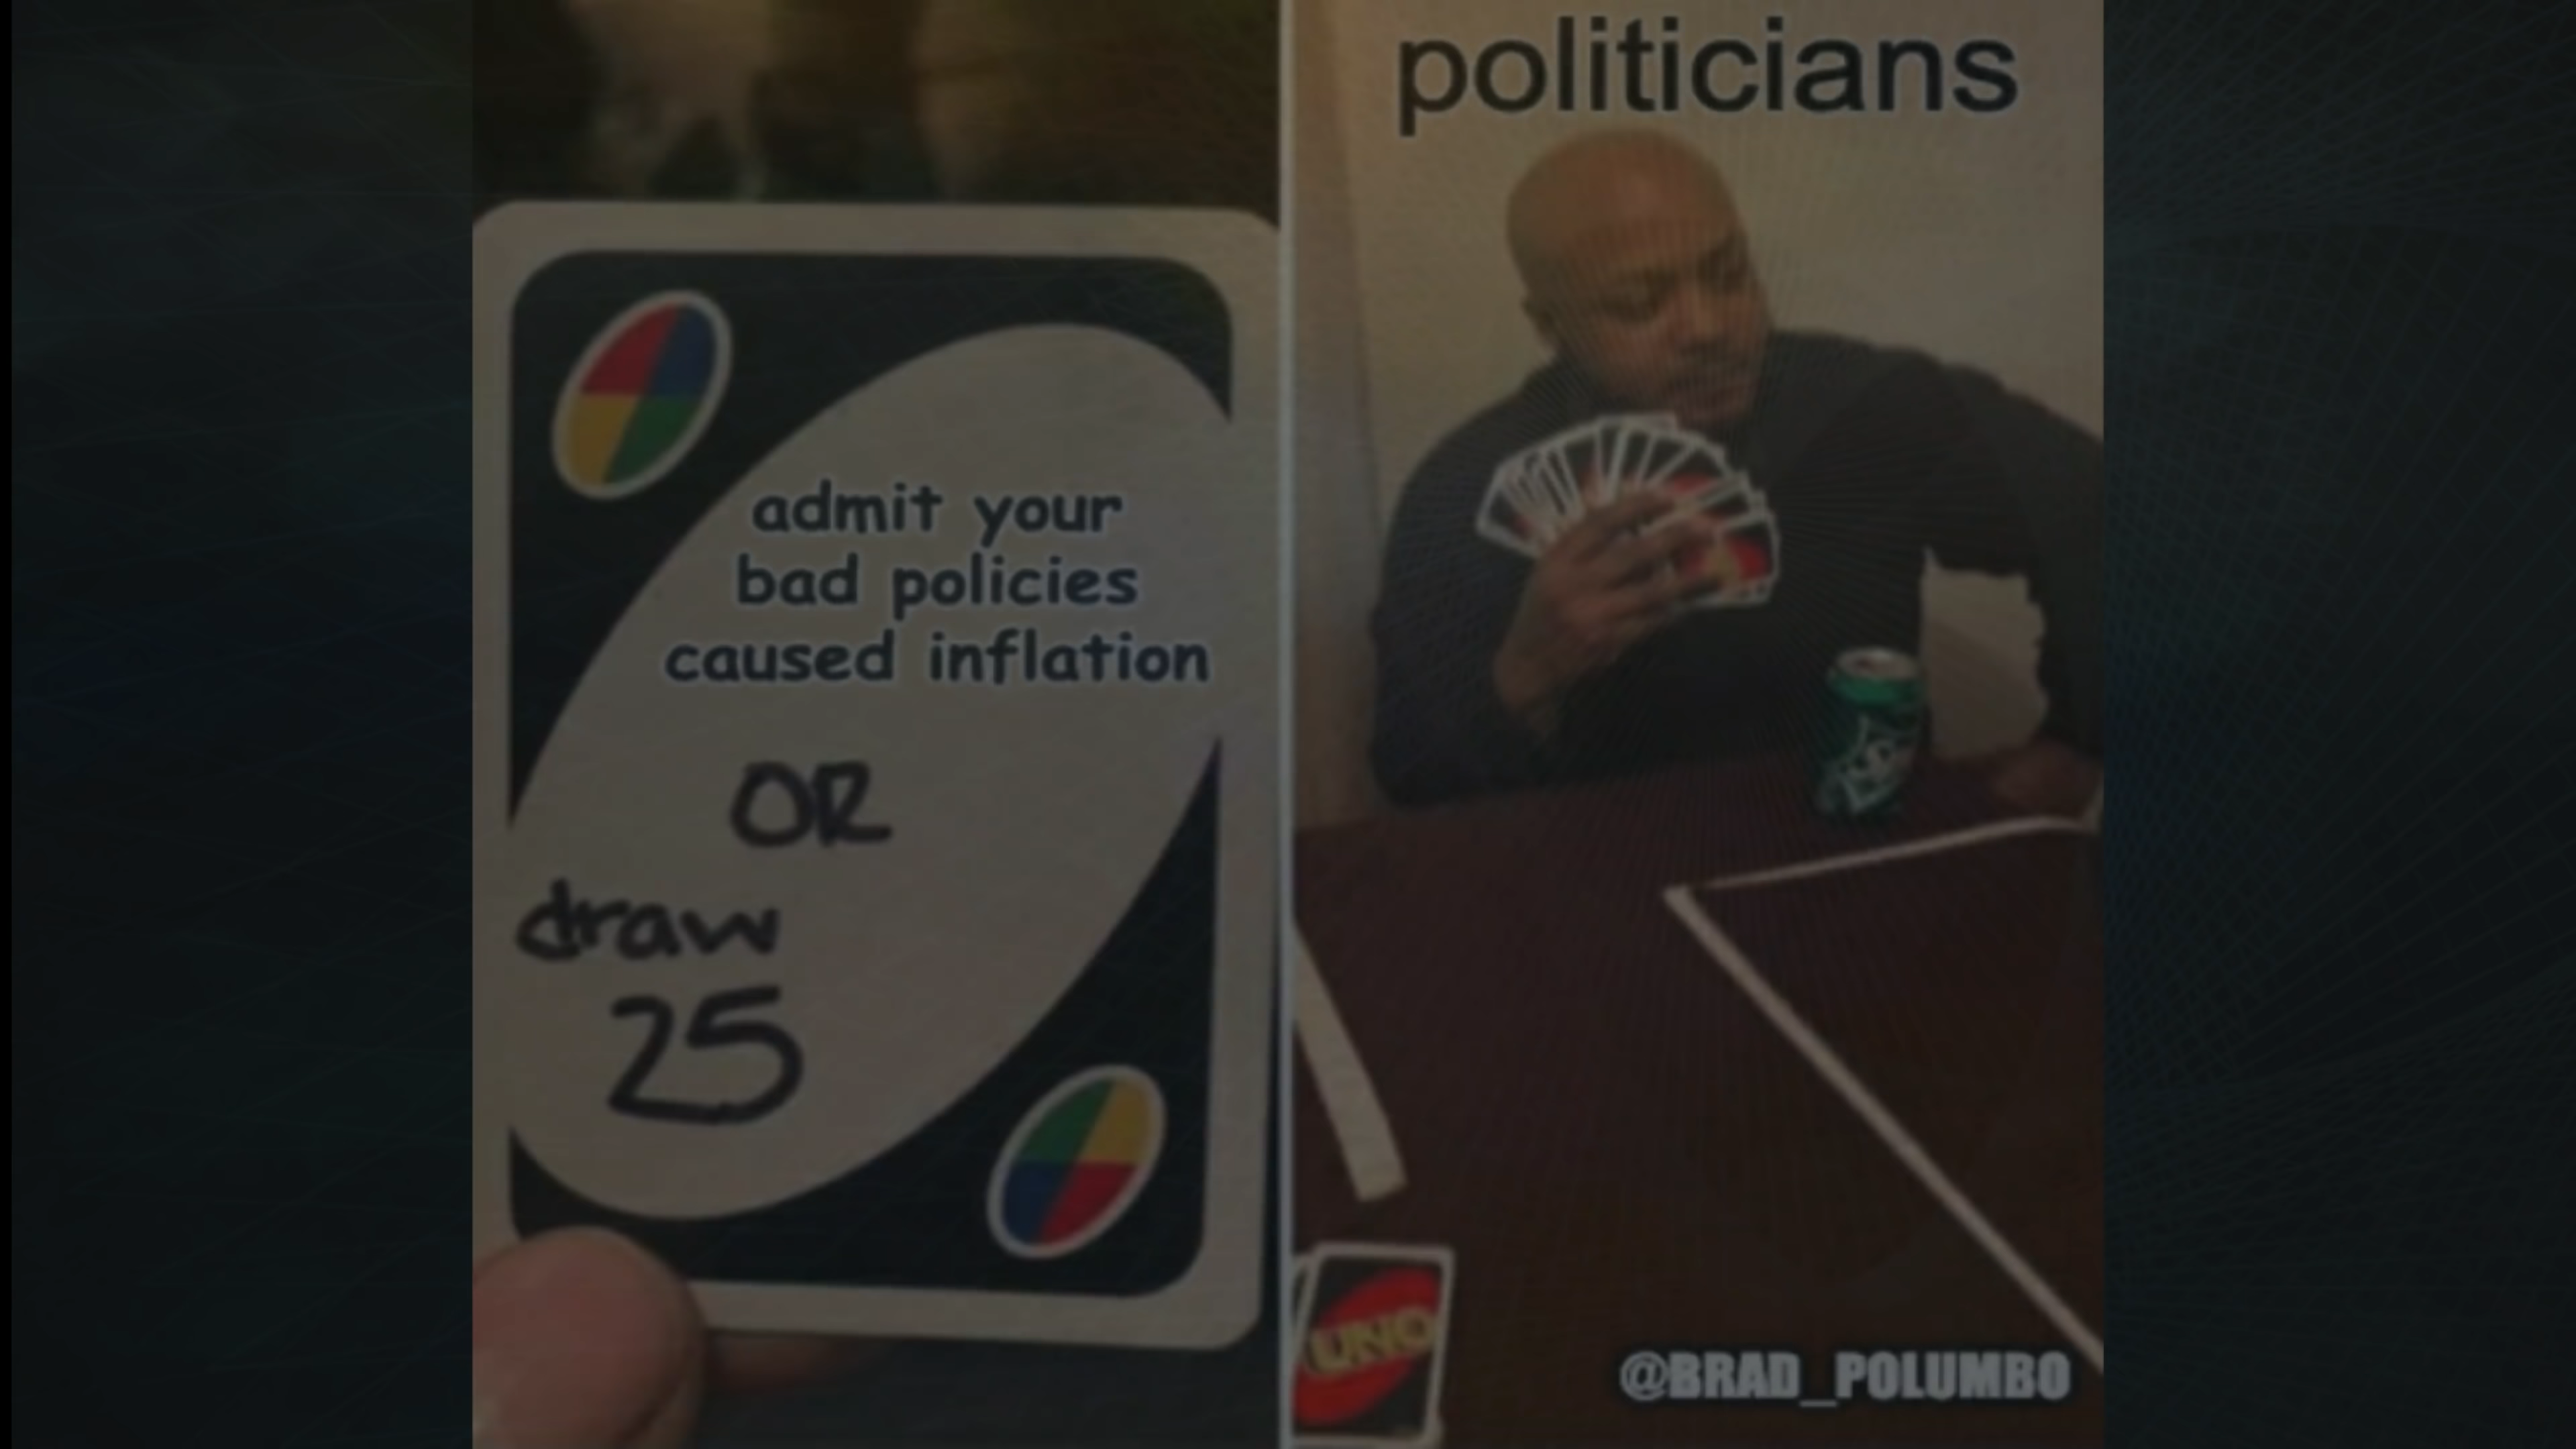 admit your
bad policies
caused inflation
OR
draw
25
politicians
UNO
@BRAD_POLUMBO